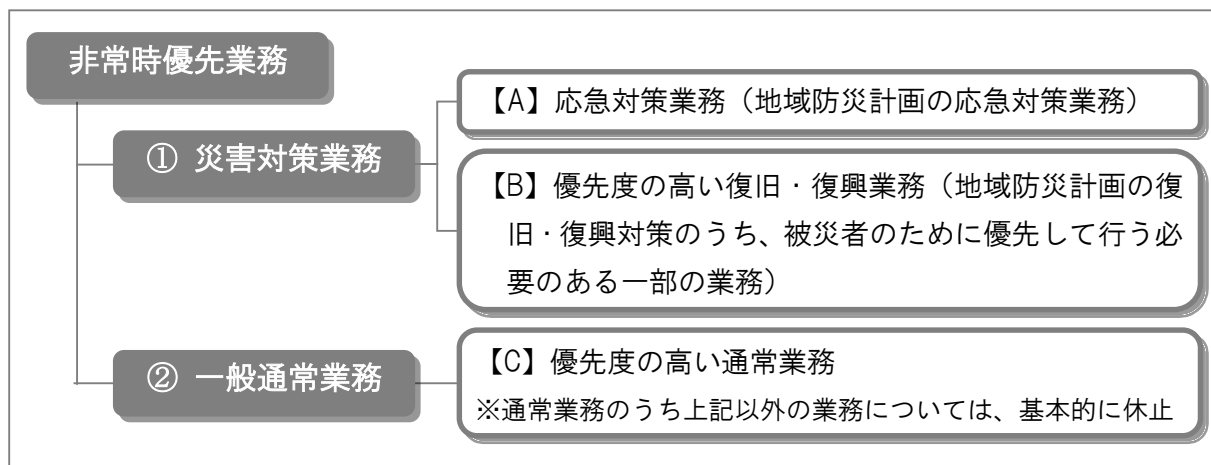 非常時優先業務
① 災害対策業務
【A】応急対策業務（地域防災計画の応急対策業務）
【B】優先度の高い復旧・復興業務（地域防災計画の復
旧・復興対策のうち、被災者のために優先して行う必
要のある一部の業務）
② 一般通常業務
【C】優先度の高い通常業務
※通常業務のうち上記以外の業務については、基本的に休止